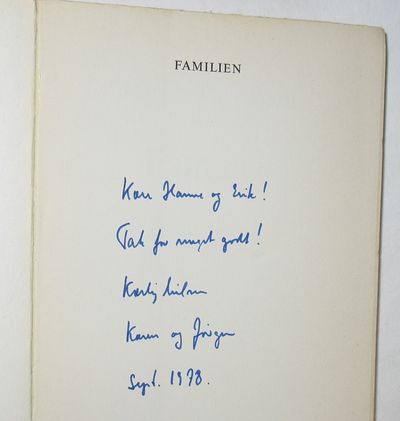 FAMILIEN
Kære Hanne og Erik!
Tak for meget godt!
Kærlig hilsen
Karen og Jørgen
Sept. 1978.